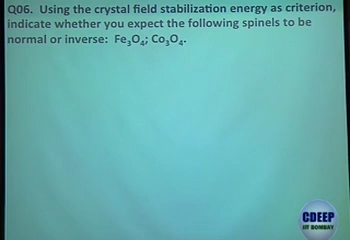 Q06. Using the crystal field stabilization energy as criterion,
indicate whether you expect the following spinels to be
normal or inverse: Fe₃O₄; Co₃O₄.
CDEEP
IIT BOMBAY